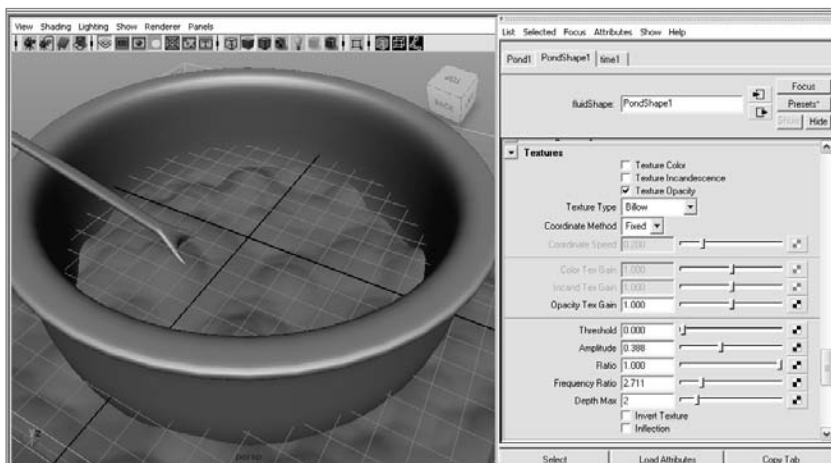 View Shading Lighting Show Renderer Panels
persp
List Selected Focus Attributes Show Help
Pond1 PondShape1 time1
fluidShape: PondShape1
Focus
Presets*
Show Hide
Textures
Texture Color
Texture Incandescence
Texture Opacity
Texture Type Billow
Coordinate Method Fixed
Coordinate Speed 0.200
Color Tex Gain 1.000
Incand Tex Gain 1.000
Opacity Tex Gain 1.000
Threshold 0.000
Amplitude 0.388
Ratio 1.000
Frequency Ratio 2.711
Depth Max 2
Invert Texture
Inflection
Select Load Attributes Copy Tab